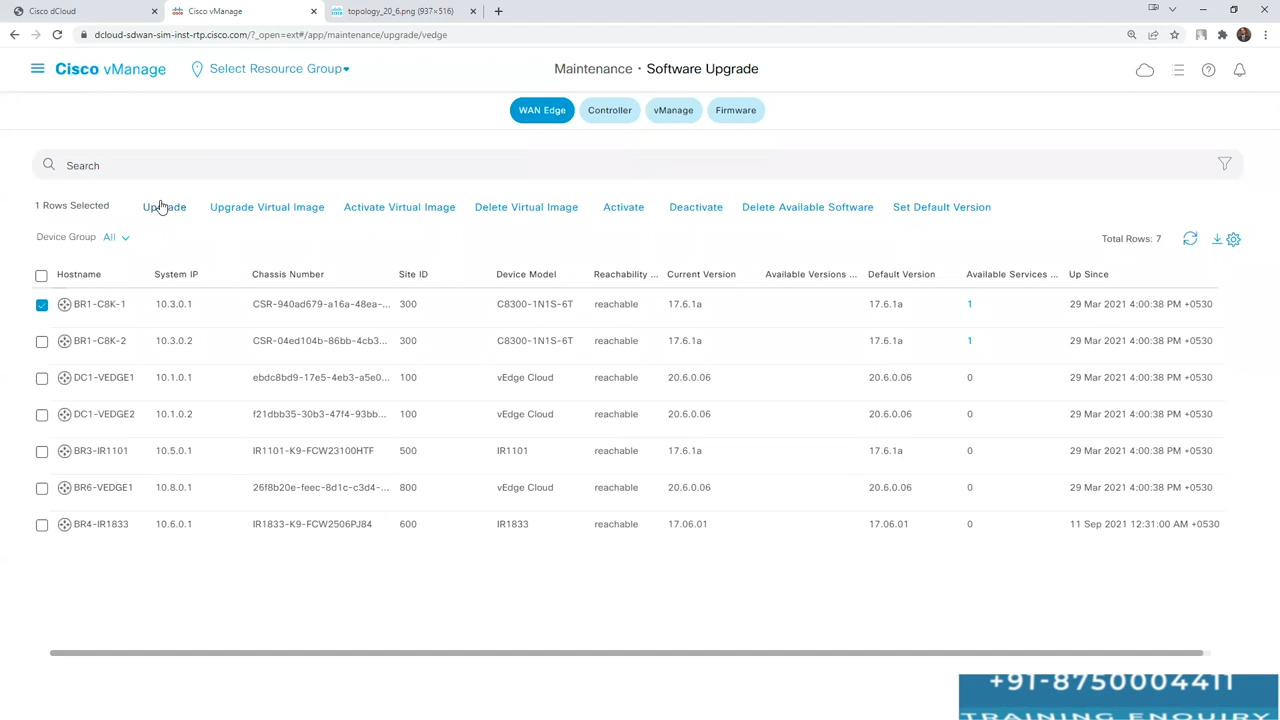 Cisco dCloud
Cisco vManage
topology_20_6.png (937×516)
dcloud-sdwan-sim-inst-rtp.cisco.com/?_open=ext#/app/maintenance/upgrade/vedge
Cisco vManage
Select Resource Group
Maintenance · Software Upgrade
WAN Edge Controller vManage Firmware
Search
1 Rows Selected Upgrade Upgrade Virtual Image Activate Virtual Image Delete Virtual Image Activate Deactivate Delete Available Software Set Default Version
Device Group All Total Rows: 7
Hostname System IP Chassis Number Site ID Device Model Reachability ... Current Version Available Versions ... Default Version Available Services ... Up Since
BR1-C8K-1 10.3.0.1 CSR-940ad679-a16a-48ea-... 300 C8300-1N1S-6T reachable 17.6.1a 17.6.1a 1 29 Mar 2021 4:00:38 PM +0530
BR1-C8K-2 10.3.0.2 CSR-04ed104b-86bb-4cb3... 300 C8300-1N1S-6T reachable 17.6.1a 17.6.1a 1 29 Mar 2021 4:00:38 PM +0530
DC1-VEDGE1 10.1.0.1 ebdc8bd9-17e5-4eb3-a5e0... 100 vEdge Cloud reachable 20.6.0.06 20.6.0.06 0 29 Mar 2021 4:00:38 PM +0530
DC1-VEDGE2 10.1.0.2 f21dbb35-30b3-47f4-93bb... 100 vEdge Cloud reachable 20.6.0.06 20.6.0.06 0 29 Mar 2021 4:00:38 PM +0530
BR3-IR1101 10.5.0.1 IR1101-K9-FCW23100HTF 500 IR1101 reachable 17.6.1a 17.6.1a 0 29 Mar 2021 4:00:38 PM +0530
BR6-VEDGE1 10.8.0.1 26f8b20e-feec-8d1c-c3d4-... 800 vEdge Cloud reachable 20.6.0.06 20.6.0.06 0 29 Mar 2021 4:00:38 PM +0530
BR4-IR1833 10.6.0.1 IR1833-K9-FCW2506PJ84 600 IR1833 reachable 17.06.01 17.06.01 0 11 Sep 2021 12:31:00 AM +0530
+91-8750004411
TRAINING ENQUIRY